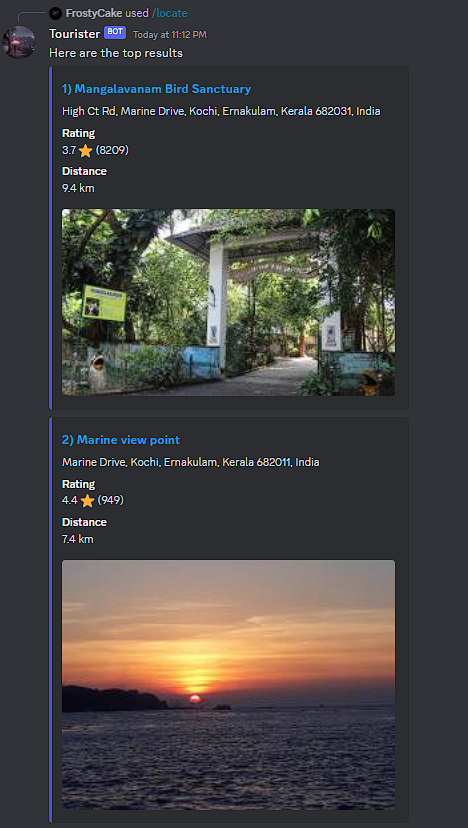 FrostyCake used /locate
Tourister BOT Today at 11:12 PM
Here are the top results
1) Mangalavanam Bird Sanctuary
High Ct Rd, Marine Drive, Kochi, Ernakulam, Kerala 682031, India
Rating
3.7 ⭐ (8209)
Distance
9.4 km
2) Marine view point
Marine Drive, Kochi, Ernakulam, Kerala 682011, India
Rating
4.4 ⭐ (949)
Distance
7.4 km